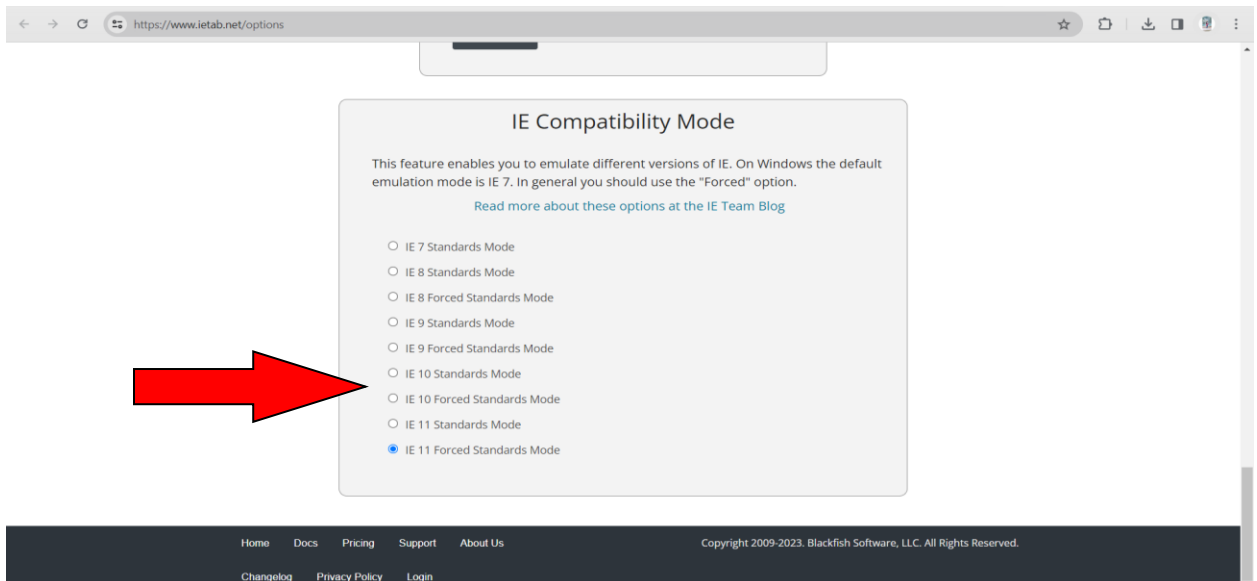 https://www.ietab.net/options
IE Compatibility Mode
This feature enables you to emulate different versions of IE. On Windows the default
emulation mode is IE 7. In general you should use the "Forced" option.
Read more about these options at the IE Team Blog
IE 7 Standards Mode
IE 8 Standards Mode
IE 8 Forced Standards Mode
IE 9 Standards Mode
IE 9 Forced Standards Mode
IE 10 Standards Mode
IE 10 Forced Standards Mode
IE 11 Standards Mode
IE 11 Forced Standards Mode
Home Docs Pricing Support About Us Copyright 2009-2023. Blackfish Software, LLC. All Rights Reserved.
Changelog Privacy Policy Login